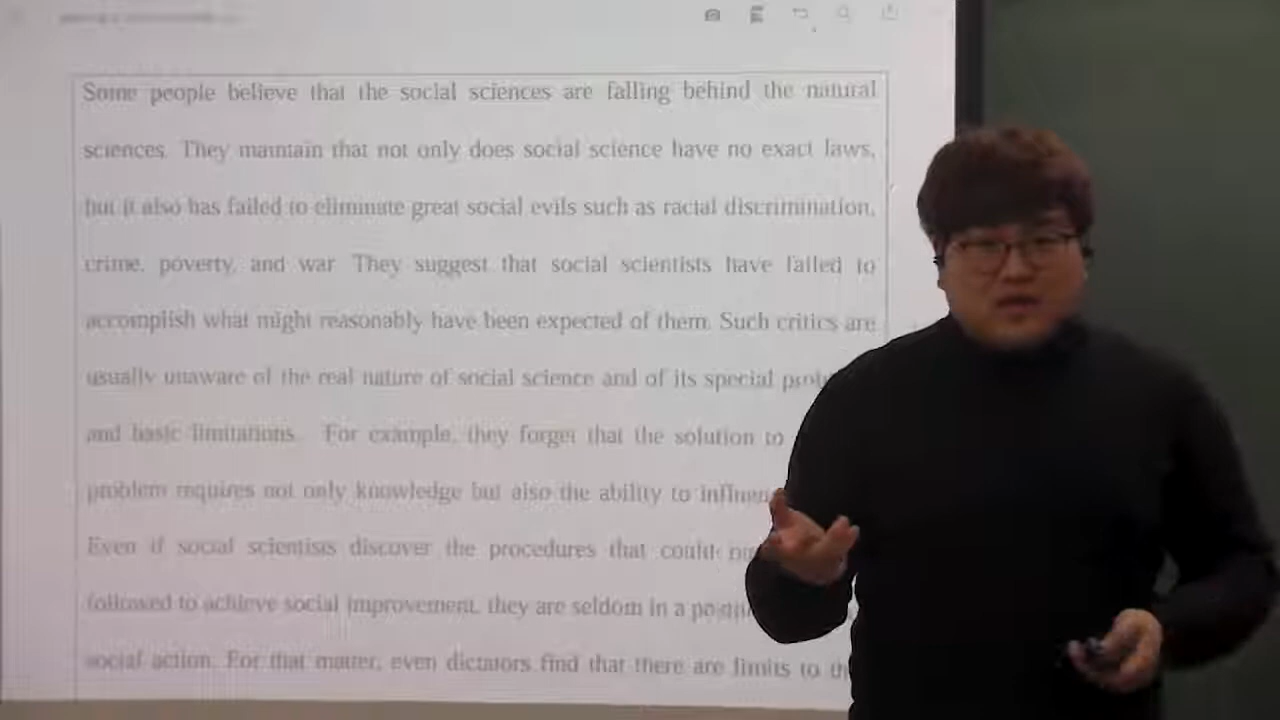 Some people believe that the social sciences are falling behind the natural
sciences. They maintain that not only does social science have no exact laws,
but it also has failed to eliminate great social evils such as racial discrimination,
crime, poverty, and war. They suggest that social scientists have failed to
accomplish what might reasonably have been expected of them. Such critics are
usually unaware of the real nature of social science and of its special
and basic limitations. For example, they forget that the solution to
problem requires not only knowledge but also the ability to
Even if social scientists discover the procedures that could
followed to achieve social improvement, they are seldom in a
social action. For that matter, even dictators find that there are limits to